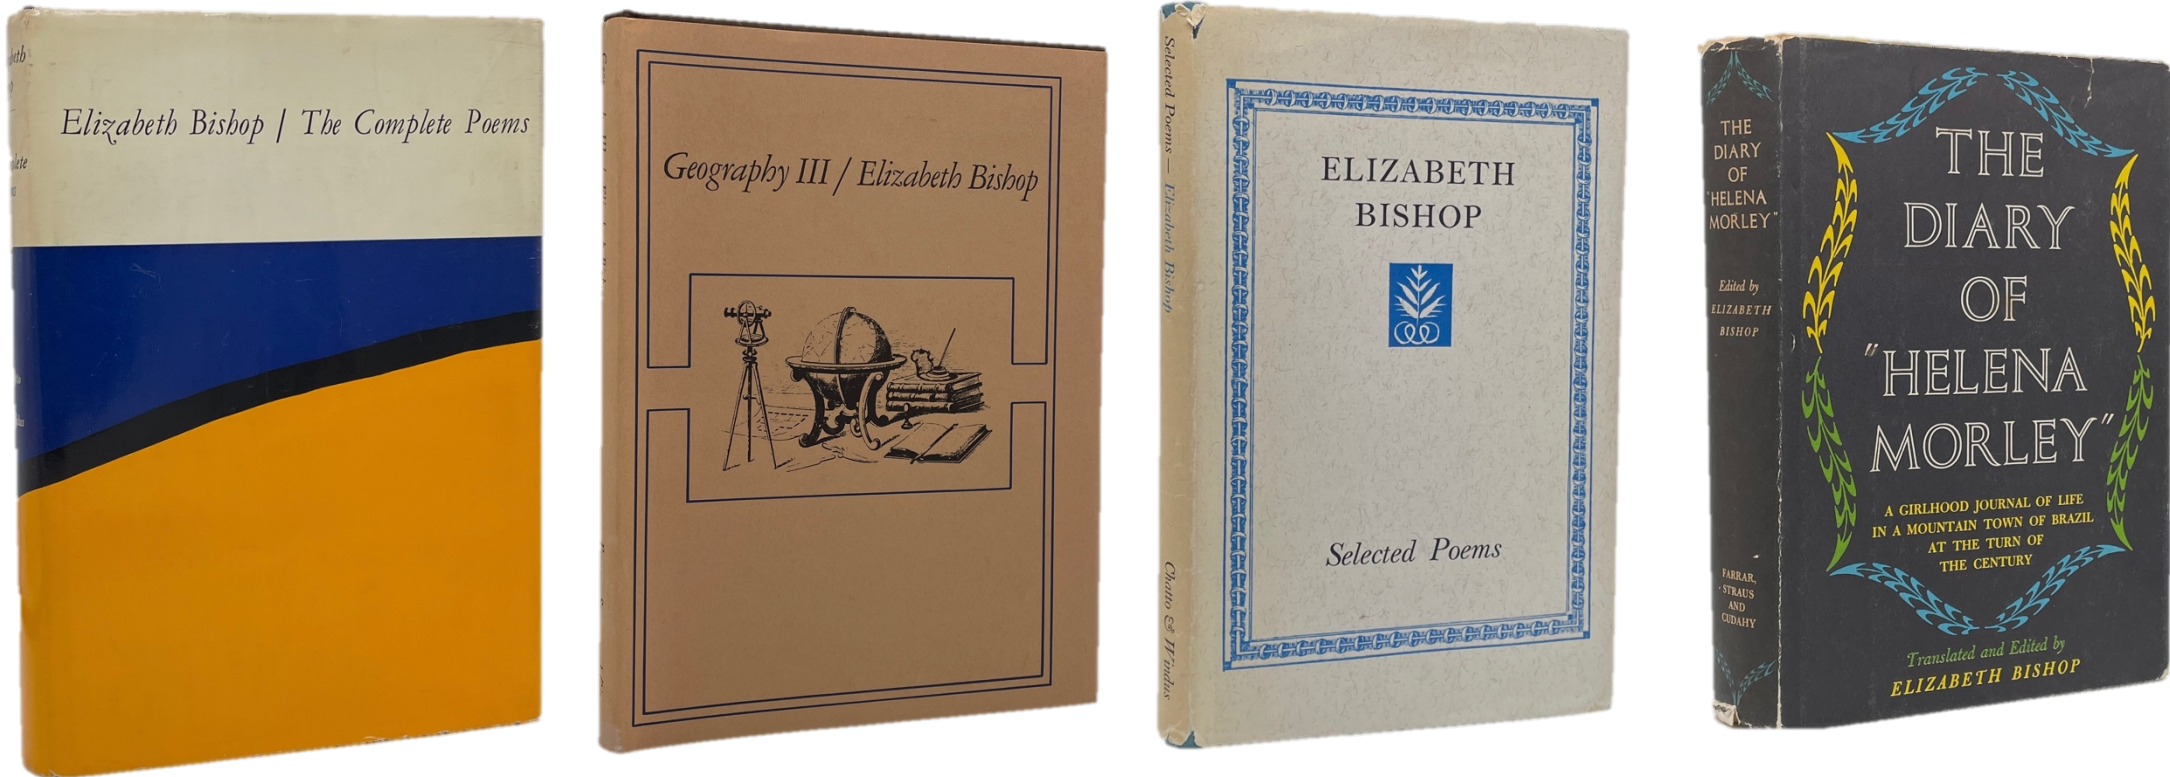 Elizabeth Bishop / The Complete Poems
Geography III / Elizabeth Bishop
Selected Poems — Elizabeth Bishop
Chatto & Windus
ELIZABETH
BISHOP
Selected Poems
THE
DIARY
OF
"HELENA
MORLEY"
Edited by
ELIZABETH
BISHOP
FARRAR,
STRAUS
AND
CUDAHY
THE
DIARY
OF
"HELENA
MORLEY"
A GIRLHOOD JOURNAL OF LIFE
IN A MOUNTAIN TOWN OF BRAZIL
AT THE TURN OF
THE CENTURY
Translated and Edited by
ELIZABETH BISHOP